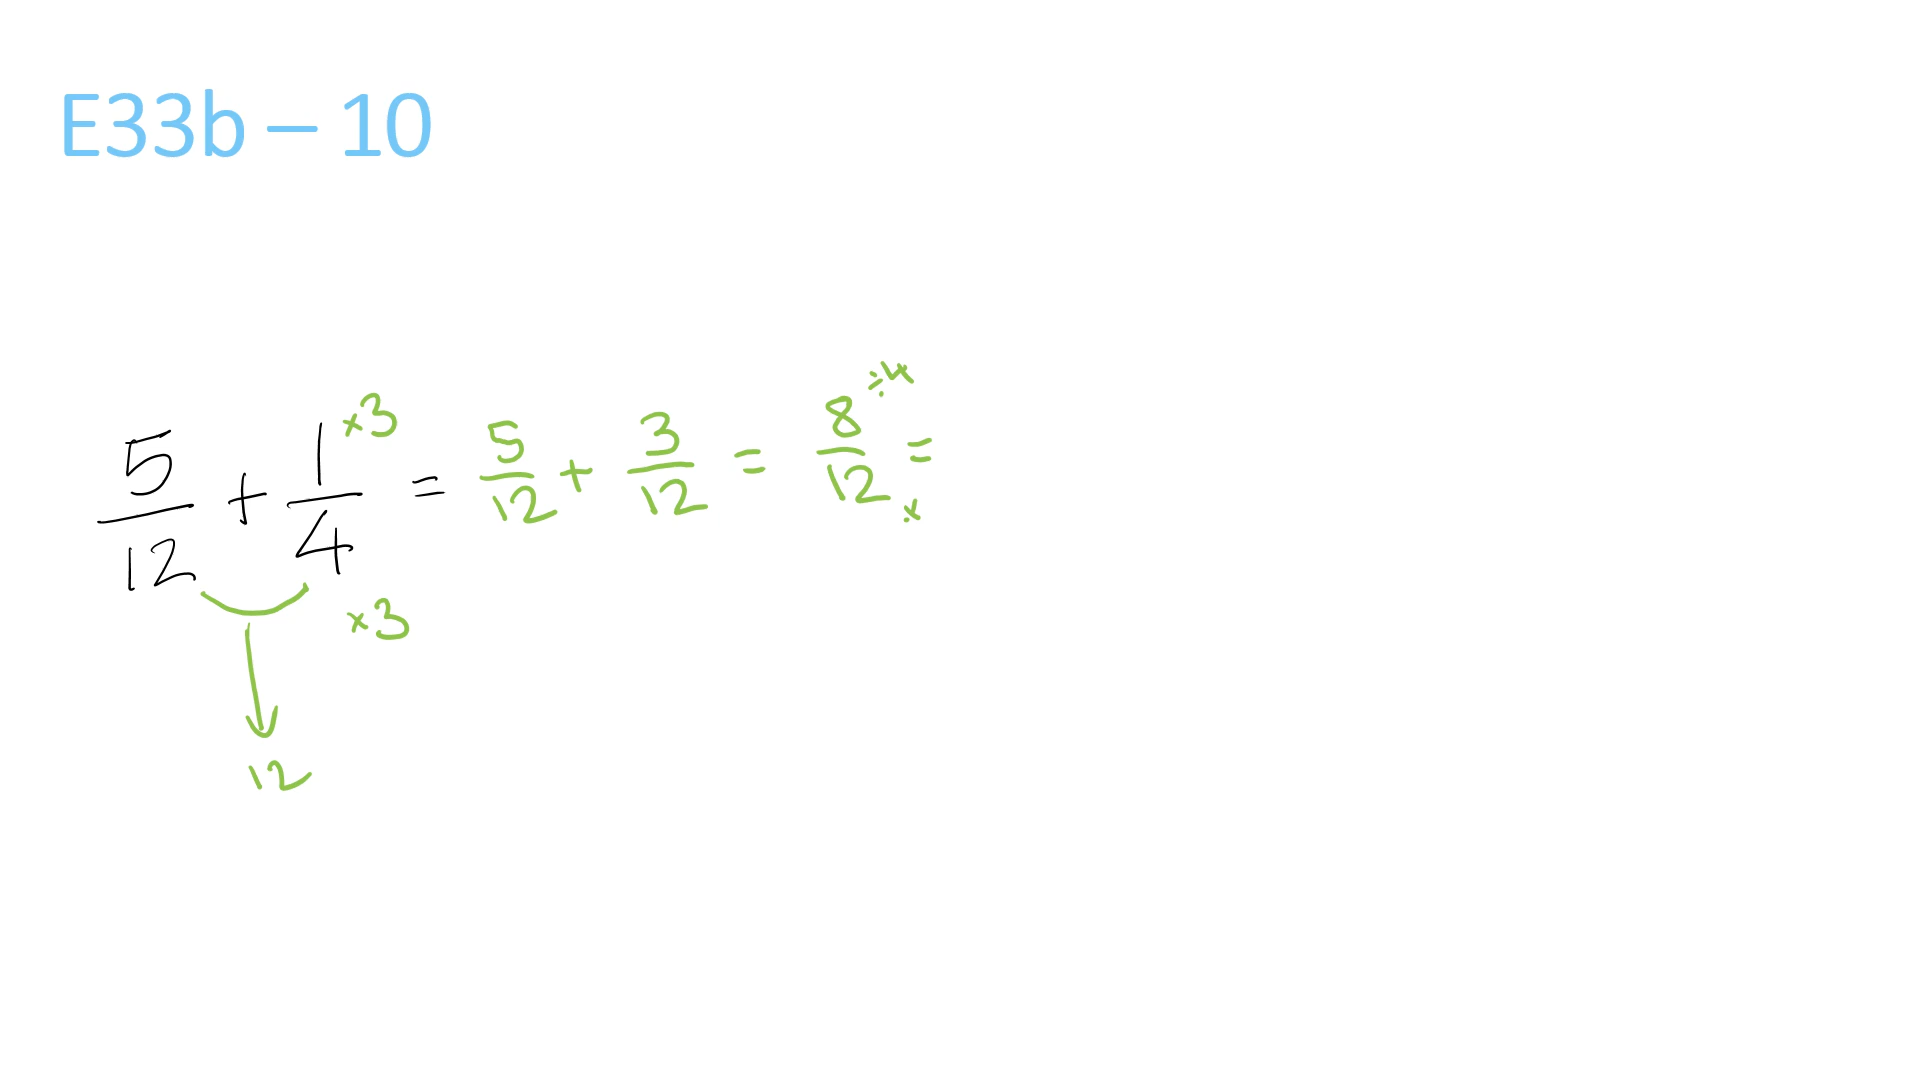 E33b – 10
5/12 + 1/4 = 5/12 + 3/12 = 8/12 =
×3
×3
÷4
12